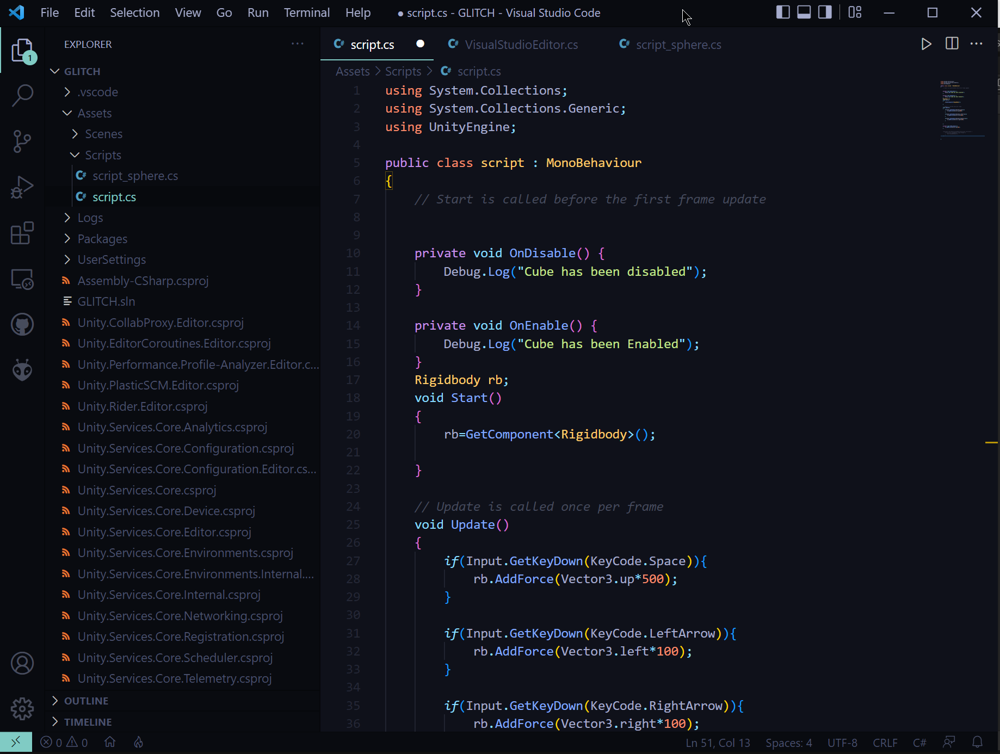 File Edit Selection View Go Run Terminal Help ● script.cs - GLITCH - Visual Studio Code
EXPLORER ...
1
GLITCH
.vscode
Assets
Scenes
Scripts
script_sphere.cs
script.cs
Logs
Packages
UserSettings
Assembly-CSharp.csproj
GLITCH.sln
Unity.CollabProxy.Editor.csproj
Unity.EditorCoroutines.Editor.csproj
Unity.Performance.Profile-Analyzer.Editor.c...
Unity.PlasticSCM.Editor.csproj
Unity.Rider.Editor.csproj
Unity.Services.Core.Analytics.csproj
Unity.Services.Core.Configuration.csproj
Unity.Services.Core.Configuration.Editor.cs...
Unity.Services.Core.csproj
Unity.Services.Core.Device.csproj
Unity.Services.Core.Editor.csproj
Unity.Services.Core.Environments.csproj
Unity.Services.Core.Environments.Internal....
Unity.Services.Core.Internal.csproj
Unity.Services.Core.Networking.csproj
Unity.Services.Core.Registration.csproj
Unity.Services.Core.Scheduler.csproj
Unity.Services.Core.Telemetry.csproj
OUTLINE
TIMELINE
C# script.cs ● C# VisualStudioEditor.cs C# script_sphere.cs
Assets > Scripts > C# script.cs
1 using System.Collections;
2 using System.Collections.Generic;
3 using UnityEngine;
4
5 public class script : MonoBehaviour
6 {
7 // Start is called before the first frame update
8
9
10 private void OnDisable() {
11 Debug.Log("Cube has been disabled");
12 }
13
14 private void OnEnable() {
15 Debug.Log("Cube has been Enabled");
16 }
17 Rigidbody rb;
18 void Start()
19 {
20 rb=GetComponent<Rigidbody>();
21
22 }
23
24 // Update is called once per frame
25 void Update()
26 {
27 if(Input.GetKeyDown(KeyCode.Space)){
28 rb.AddForce(Vector3.up*500);
29 }
30
31 if(Input.GetKeyDown(KeyCode.LeftArrow)){
32 rb.AddForce(Vector3.left*100);
33 }
34
35 if(Input.GetKeyDown(KeyCode.RightArrow)){
36 rb.AddForce(Vector3.right*100);
0 0 Ln 51, Col 13 Spaces: 4 UTF-8 CRLF C#